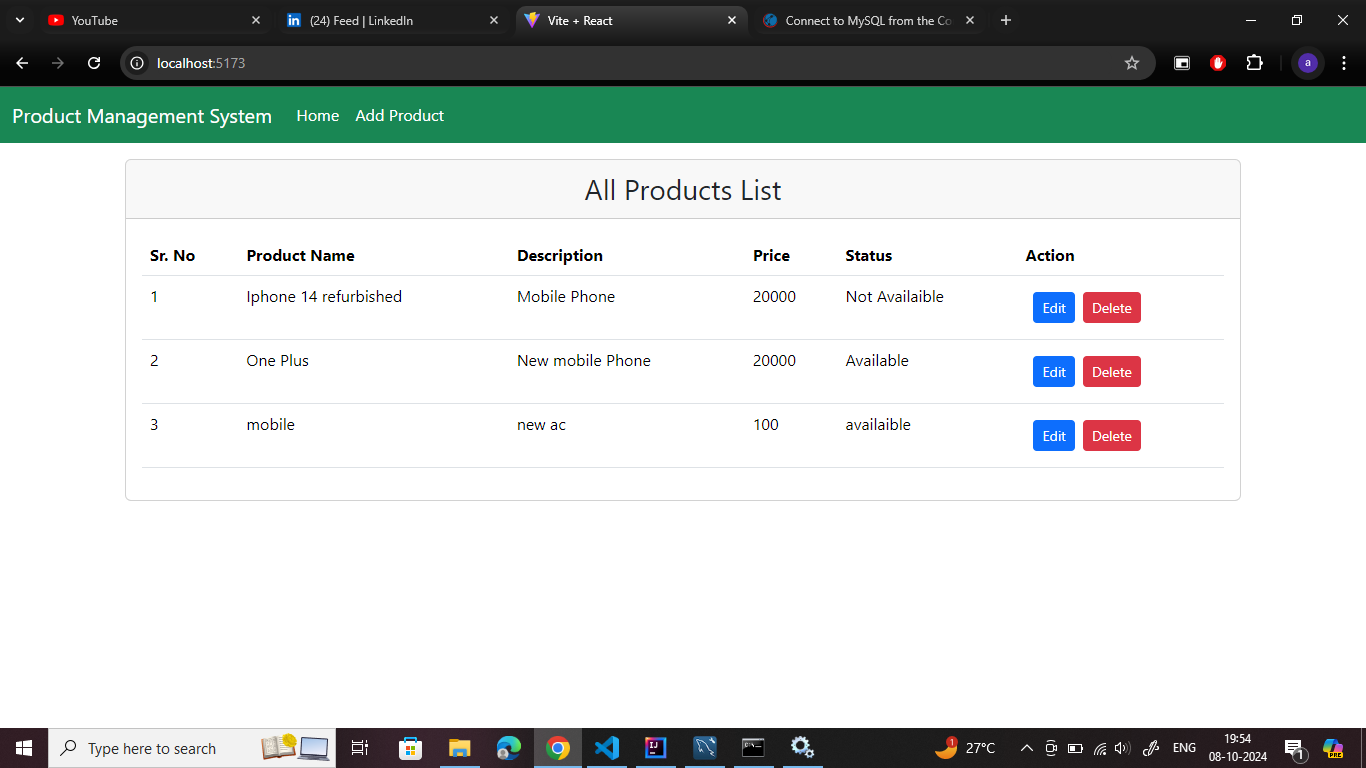 YouTube
(24) Feed | LinkedIn
Vite + React
Connect to MySQL from the Co
localhost:5173
a
Product Management System Home Add Product
All Products List
Sr. No Product Name Description Price Status Action
1 Iphone 14 refurbished Mobile Phone 20000 Not Availaible Edit Delete
2 One Plus New mobile Phone 20000 Available Edit Delete
3 mobile new ac 100 availaible Edit Delete
Type here to search
1
27°C
ENG
19:54
08-10-2024
1
PRE